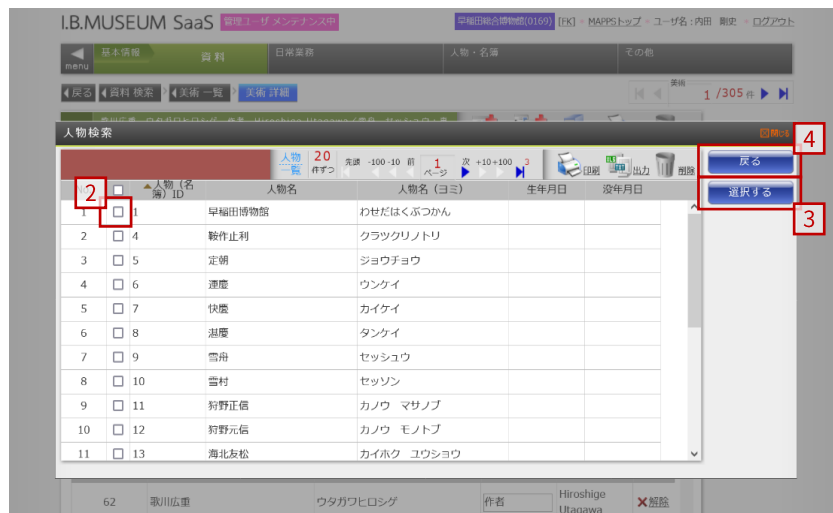 I.B.MUSEUM SaaS 管理ユーザ メンテナンス中 早稲田総合博物館(0169) [FK] MAPPSトップ ユーザ名:内田 剛史 ログアウト
menu 基本情報 資料 日常業務 人物・名簿 その他
戻る 資料 検索 美術 一覧 美術 詳細 美術 1 /305 件
人物検索 閉じる 4
人物一覧 20 件ずつ 先頭 -100 -10 前 1 ページ 次 +10 +100 3 印刷 出力 削除 戻る
2 人物(名簿)ID 人物名 人物名(ヨミ) 生年月日 没年月日 選択する 3
1 1 早稲田博物館 わせだはくぶつかん
2 4 鞍作止利 クラツクリノトリ
3 5 定朝 ジョウチョウ
4 6 運慶 ウンケイ
5 7 快慶 カイケイ
6 8 湛慶 タンケイ
7 9 雪舟 セッシュウ
8 10 雪村 セッソン
9 11 狩野正信 カノウ マサノブ
10 12 狩野元信 カノウ モノトブ
11 13 海北友松 カイホク ユウショウ
62 歌川広重 ウタガワヒロシゲ 作者 Hiroshige Utagawa 解除